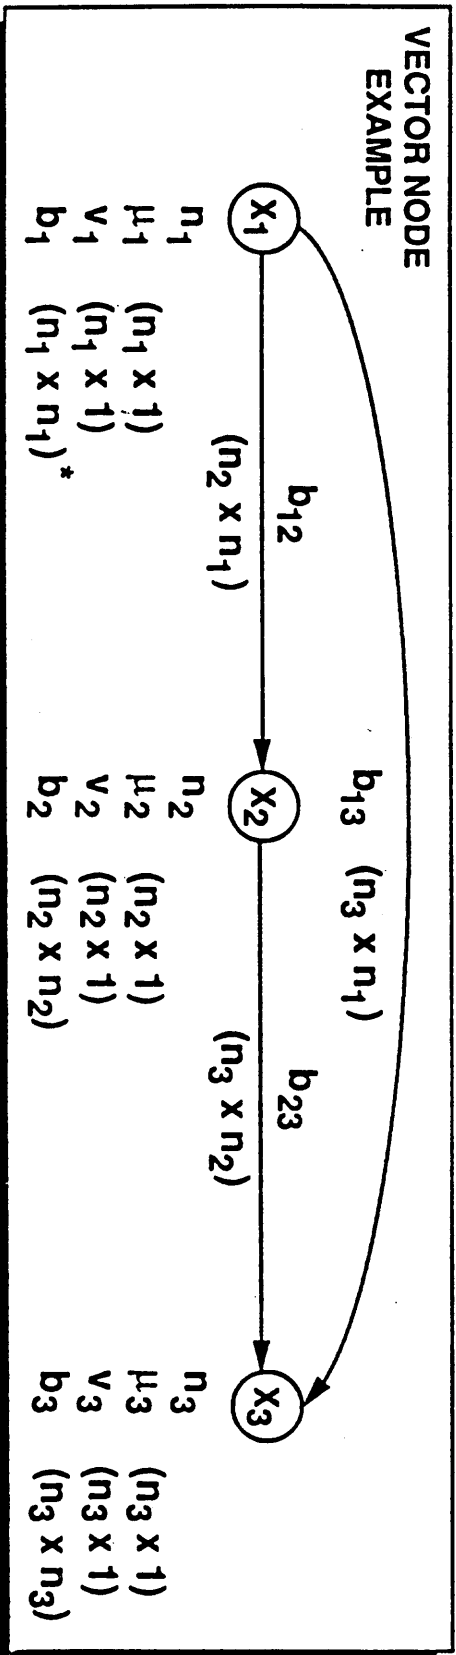 VECTOR NODE
EXAMPLE
b₁₃ (n₃ x n₁)
b₁₂
b₂₃
x₁
x₂
x₃
(n₂ x n₁)
(n₃ x n₂)
n₁
n₂
n₃
μ₁ (n₁ x 1)
μ₂ (n₂ x 1)
μ₃ (n₃ x 1)
v₁ (n₁ x 1)
v₂ (n₂ x 1)
v₃ (n₃ x 1)
b₁ (n₁ x n₁)*
b₂ (n₂ x n₂)
b₃ (n₃ x n₃)